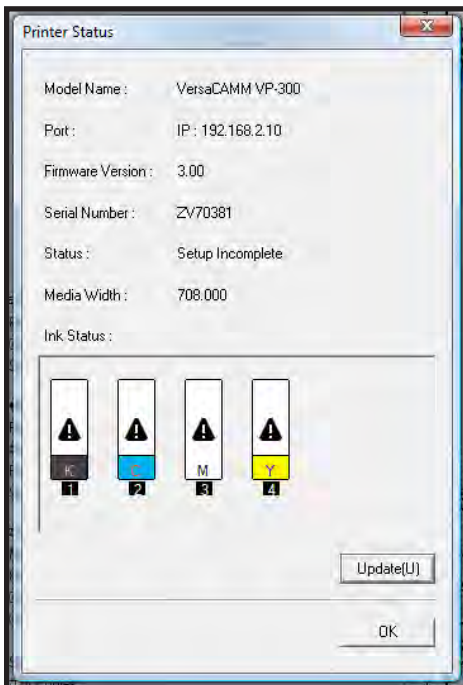 Printer Status
Model Name : VersaCAMM VP-300
Port : IP : 192.168.2.10
Firmware Version : 3.00
Serial Number : ZV70381
Status : Setup Incomplete
Media Width : 708.000
Ink Status :
K C M Y
1 2 3 4
Update(U)
OK